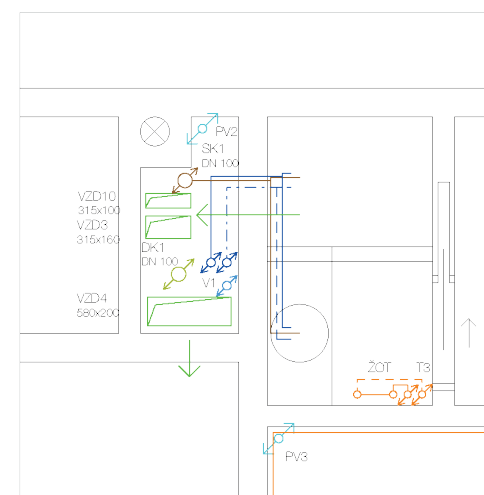 PV2
SK1
DN 100
VZD10
315x100
VZD3
315x160
DK1
DN 100
V1
VZD4
580x200
ŽOT T3
PV3